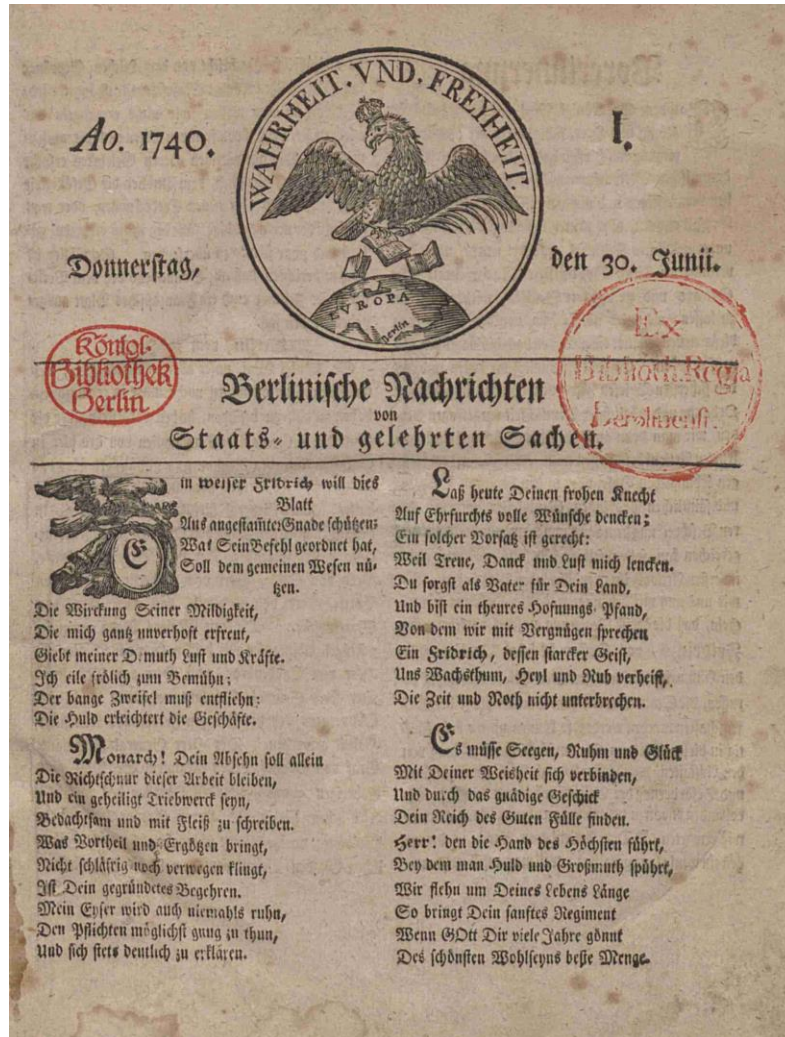 Ao. 1740.
WAHRHEIT. VND. FREYHEIT.
I.
Donnerstag,
den 30. Junii.
EVROPA
berlin
Königl.
Bibliothek
Berlin
Ex
Biblioth. Regia
Berolinensi.
Berlinische Nachrichten
von
Staats- und gelehrten Sachen.
Ein weiser Fridrich will dies
Blatt
Aus angestamter Gnade schützen:
Was Sein Befehl geordnet hat,
Soll dem gemeinen Wesen nü-
tzen.
Die Wirckung Seiner Mildigkeit,
Die mich gantz unverhoft erfreut,
Giebt meiner Demuth Lust und Kräfte.
Ich eile frölich zum Bemühn;
Der bange Zweifel muß entfliehn:
Die Huld erleichtert die Geschäfte.
Monarch! Dein Absehn soll allein
Die Richtschnur dieser Arbeit bleiben,
Und ein geheiligt Triebwerck seyn,
Bedachtsam und mit Fleiß zu schreiben.
Was Vortheil und Ergötzen bringt,
Nicht schläfrig noch verwegen klingt,
Ist Dein gegründetes Begehren.
Mein Eyfer wird auch niemahls ruhn,
Den Pflichten möglichst gnug zu thun,
Und sich stets deutlich zu erklären.
Laß heute Deinen frohen Knecht
Auf Ehrfurchts volle Wünsche dencken;
Ein solcher Vorsatz ist gerecht:
Weil Treue, Danck und Lust mich lencken.
Du sorgst als Vater für Dein Land,
Und bist ein theures Hofnungs-Pfand,
Von dem wir mit Vergnügen sprechen
Ein Fridrich, dessen starcker Geist,
Uns Wachsthum, Heyl und Ruh verheist,
Die Zeit und Noth nicht unterbrechen.
Es müsse Seegen, Ruhm und Glück
Mit Deiner Weisheit sich verbinden,
Und durch das gnädige Geschick
Dein Reich des Guten Fülle finden.
Herr! den die Hand des Höchsten führt,
Bey dem man Huld und Großmuth spührt,
Wir flehn um Deines Lebens Länge
So bringt Dein sanftes Regiment
Wenn GOtt Dir viele Jahre gönnt
Des schönsten Wohlseyns beste Menge.